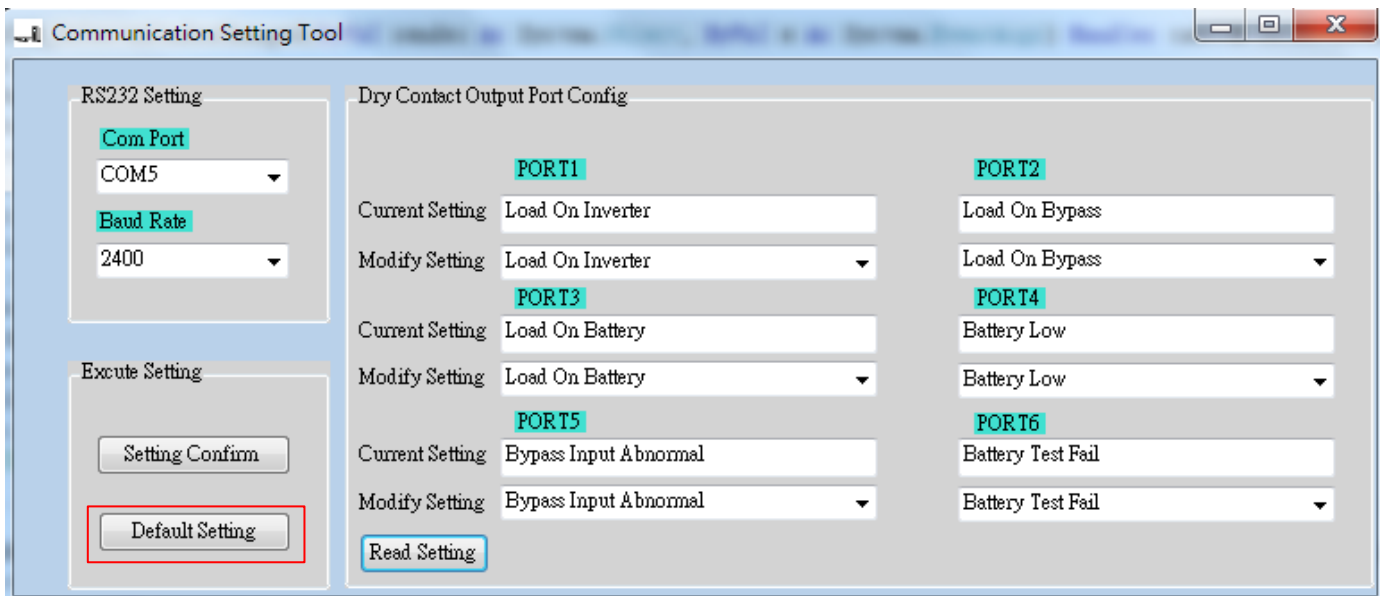 Communication Setting Tool
RS232 Setting
Com Port
COM5
Baud Rate
2400
Excute Setting
Setting Confirm
Default Setting
Dry Contact Output Port Config
PORT1 PORT2
Current Setting Load On Inverter Load On Bypass
Modify Setting Load On Inverter Load On Bypass
PORT3 PORT4
Current Setting Load On Battery Battery Low
Modify Setting Load On Battery Battery Low
PORT5 PORT6
Current Setting Bypass Input Abnormal Battery Test Fail
Modify Setting Bypass Input Abnormal Battery Test Fail
Read Setting